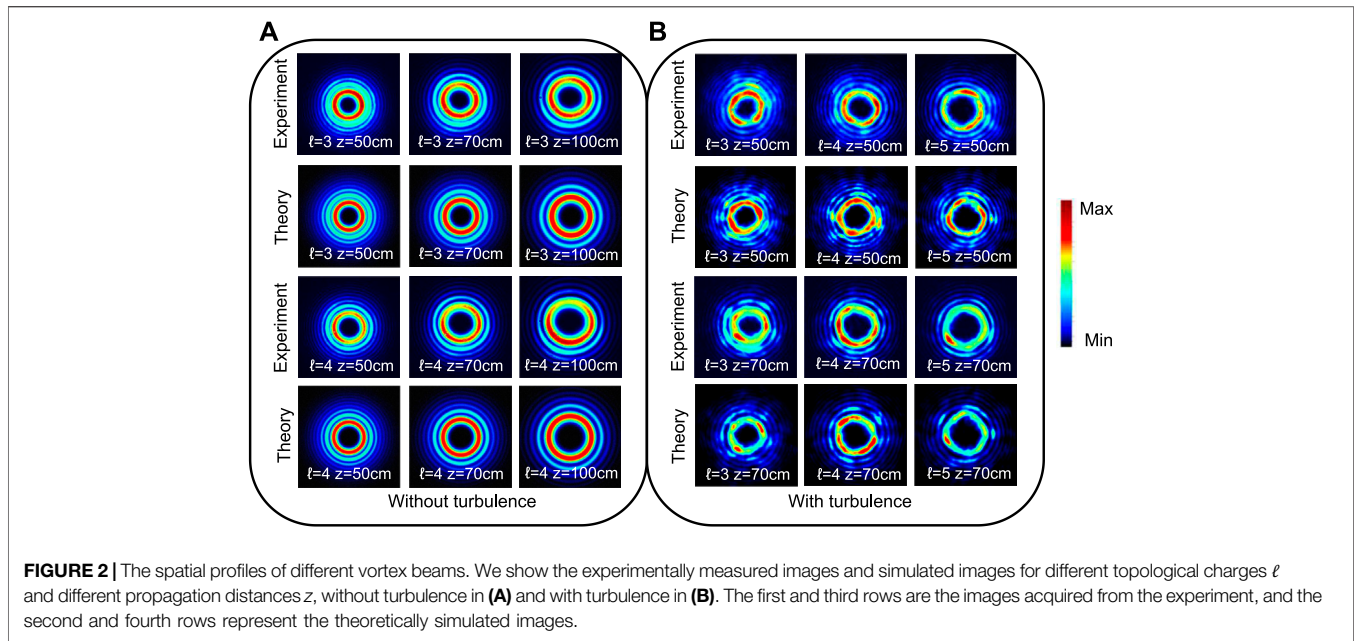 A
B
Experiment
ℓ=3 z=50cm
ℓ=3 z=70cm
ℓ=3 z=100cm
Theory
ℓ=3 z=50cm
ℓ=3 z=70cm
ℓ=3 z=100cm
Experiment
ℓ=4 z=50cm
ℓ=4 z=70cm
ℓ=4 z=100cm
Theory
ℓ=4 z=50cm
ℓ=4 z=70cm
ℓ=4 z=100cm
Without turbulence
Experiment
ℓ=3 z=50cm
ℓ=4 z=50cm
ℓ=5 z=50cm
Theory
ℓ=3 z=50cm
ℓ=4 z=50cm
ℓ=5 z=50cm
Experiment
ℓ=3 z=70cm
ℓ=4 z=70cm
ℓ=5 z=70cm
Theory
ℓ=3 z=70cm
ℓ=4 z=70cm
ℓ=5 z=70cm
With turbulence
Max
Min
FIGURE 2 | The spatial profiles of different vortex beams. We show the experimentally measured images and simulated images for different topological charges ℓ
and different propagation distances z, without turbulence in (A) and with turbulence in (B). The first and third rows are the images acquired from the experiment, and the
second and fourth rows represent the theoretically simulated images.